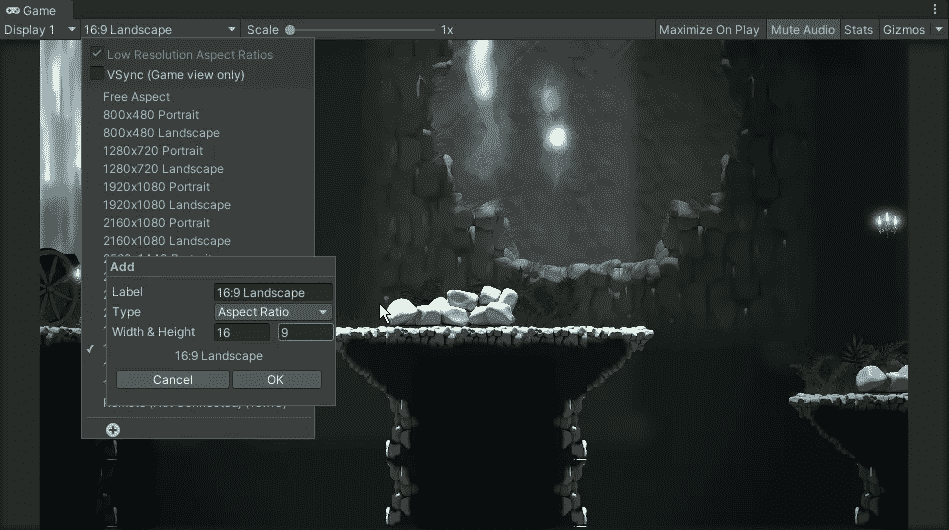 Game
Display 1 16:9 Landscape Scale 1x Maximize On Play Mute Audio Stats Gizmos
Low Resolution Aspect Ratios
VSync (Game view only)
Free Aspect
800x480 Portrait
800x480 Landscape
1280x720 Portrait
1280x720 Landscape
1920x1080 Portrait
1920x1080 Landscape
2160x1080 Portrait
2160x1080 Landscape
Add
Label 16:9 Landscape
Type Aspect Ratio
Width & Height 16 9
16:9 Landscape
Cancel OK